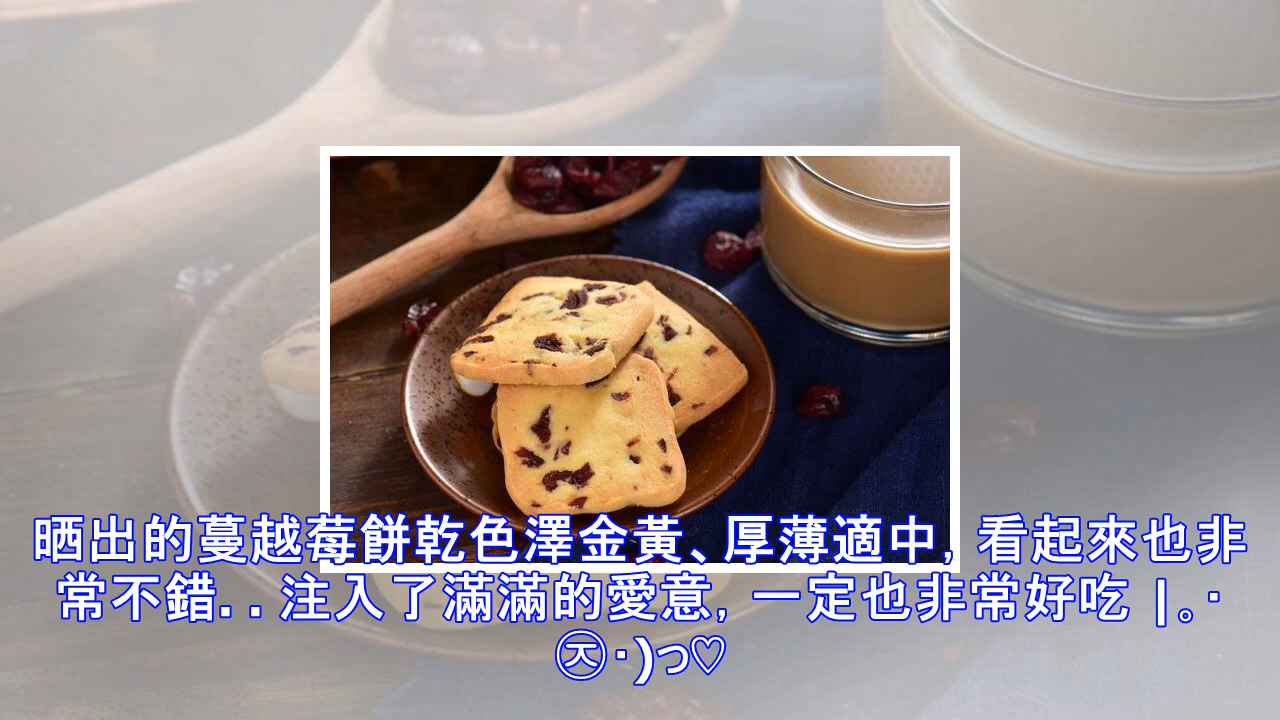 晒出的蔓越莓餅乾色澤金黃、厚薄適中, 看起來也非
常不錯. . 注入了滿滿的愛意, 一定也非常好吃 |。･
㉨･)っ♡